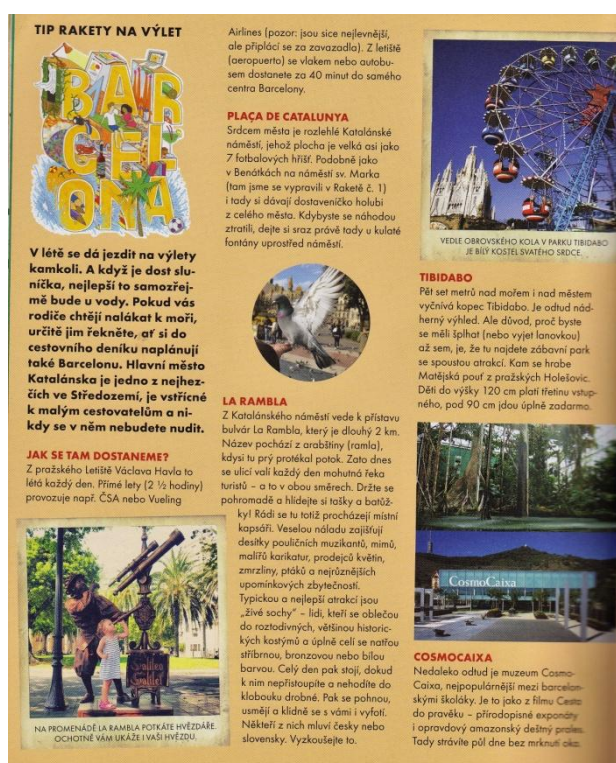 TIP RAKETY NA VÝLET
BAR
CEL
ONA
V létě se dá jezdit na výlety
kamkoli. A když je dost slu-
níčka, nejlepší to samozřej-
mě bude u vody. Pokud vás
rodiče chtějí nalákat k moři,
určitě jim řekněte, ať si do
cestovního deníku naplánují
také Barcelonu. Hlavní město
Katalánska je jedno z nejhez-
čích ve Středozemí, je vstřícné
k malým cestovatelům a ni-
kdy se v něm nebudete nudit.
JAK SE TAM DOSTANEME?
Z pražského Letiště Václava Havla to
létá každý den. Přímé lety (2 ½ hodiny)
provozuje např. ČSA nebo Vueling
Galileo
Galilei
NA PROMENÁDĚ LA RAMBLA POTKÁTE HVĚZDÁŘE.
OCHOTNĚ VÁM UKÁŽE I VAŠI HVĚZDU.
Airlines (pozor: jsou sice nejlevnější,
ale připlácí se za zavazadla). Z letiště
(aeropuerto) se vlakem nebo autobu-
sem dostanete za 40 minut do samého
centra Barcelony.
PLAÇA DE CATALUNYA
Srdcem města je rozlehlé Katalánské
náměstí, jehož plocha je velká asi jako
7 fotbalových hřišť. Podobně jako
v Benátkách na náměstí sv. Marka
(tam jsme se vypravili v Raketě č. 1)
i tady si dávají dostaveníčko holubi
z celého města. Kdybyste se náhodou
ztratili, dejte si sraz právě tady u kulaté
fontány uprostřed náměstí.
LA RAMBLA
Z Katalánského náměstí vede k přístavu
bulvár La Rambla, který je dlouhý 2 km.
Název pochází z arabštiny (ramla),
kdysi tu prý protékal potok. Zato dnes
se ulicí valí každý den mohutná řeka
turistů – a to v obou směrech. Držte se
pohromadě a hlídejte si tašky a batůž-
ky! Rádi se tu totiž procházejí místní
kapsáři. Veselou náladu zajišťují
desítky pouličních muzikantů, mimů,
malířů karikatur, prodejců květin,
zmrzliny, ptáků a nejrůznějších
upomínkových zbytečností.
Typickou a nejlepší atrakcí jsou
„živé sochy“ – lidi, kteří se oblečou
do roztodivných, většinou historic-
kých kostýmů a úplně celí se natřou
stříbrnou, bronzovou nebo bílou
barvou. Celý den pak stojí, dokud
k nim nepřistoupíte a nehodíte do
klobouku drobné. Pak se pohnou,
usmějí a klidně se s vámi i vyfotí.
Někteří z nich mluví česky nebo
slovensky. Vyzkoušejte to.
VEDLE OBROVSKÉHO KOLA V PARKU TIBIDABO
JE BÍLÝ KOSTEL SVATÉHO SRDCE.
TIBIDABO
Pět set metrů nad mořem i nad městem
vyčnívá kopec Tibidabo. Je odtud nád-
herný výhled. Ale důvod, proč byste
se měli šplhat (nebo vyjet lanovkou)
až sem, je, že tu najdete zábavní park
se spoustou atrakcí. Kam se hrabe
Matějská pouť z pražských Holešovic.
Děti do výšky 120 cm platí třetinu vstup-
ného, pod 90 cm jdou úplně zadarmo.
CosmoCaixa
COSMOCAIXA
Nedaleko odtud je muzeum Cosmo-
Caixa, nejpopulárnější mezi barcelon-
skými školáky. Je to jako z filmu Cesta
do pravěku – přírodopisné exponáty
i opravdový amazonský deštný prales.
Tady strávíte půl dne bez mrknutí oka.